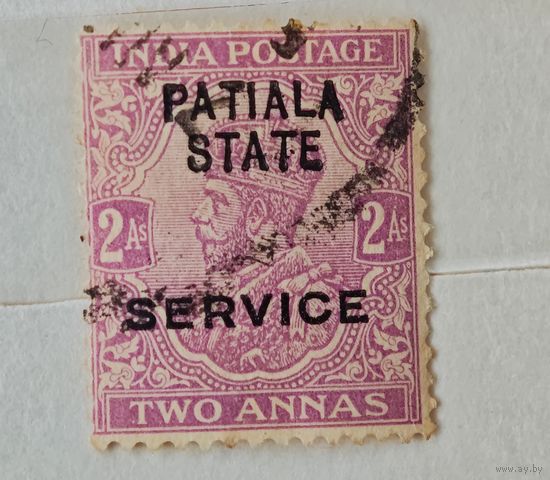 INDIA POSTAGE
PATIALA
STATE
2As 2As
SERVICE
TWO ANNAS
www.ay.by